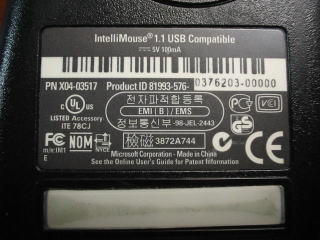 IntelliMouse® 1.1 USB Compatible
5V 100mA
PN X04-03517 Product ID 81993-576-0376203-00000
LISTED Accessory
ITE 78CJ
전자파적합등록
EMI (B) / EMS
정보통신부 -98-JEL-2443
3872A744
m/c IM1
NOM
NYCE
Microsoft Corporation - Made in China
See the Online User's Guide for Patent Information